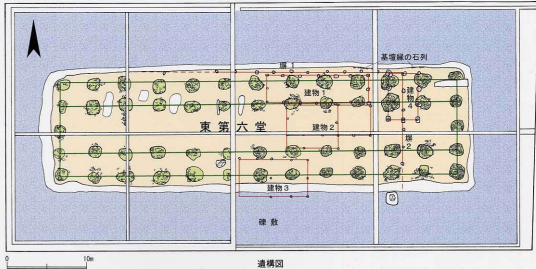 塀 1
基壇縁の石列
建物 1
建物 4
東 第 六 堂
建物 2
塀 2
建物 3
礫 敷
0 10m
遺構図